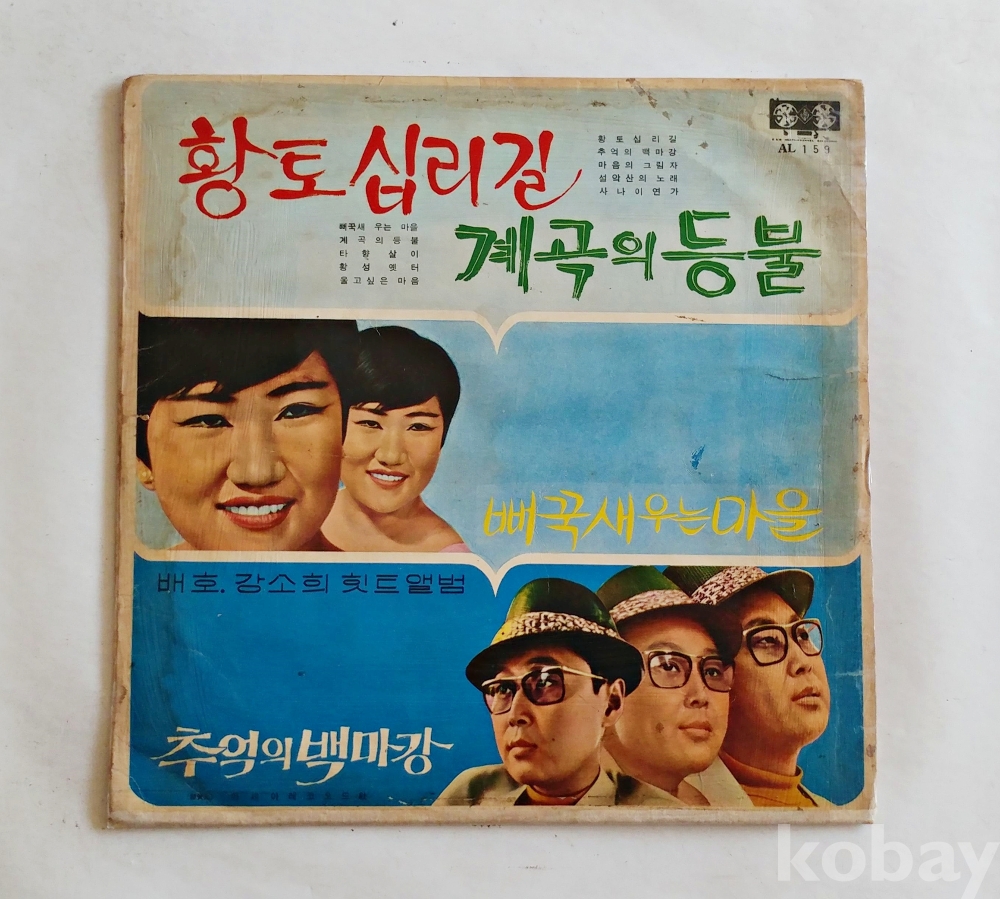 황토십리길
황 토 십 리 길
추억의 백마강
마음의 그림자
설악산의 노래
사 나 이 연 가
AL 159
뻐꾹새 우는 마을
계 곡 의 등 불
타 향 살 이
황 성 옛 터
울고싶은 마음
계곡의등불
뻐꾹새우는마을
배호. 강소희 힛트앨범
추억의백마강
kobay